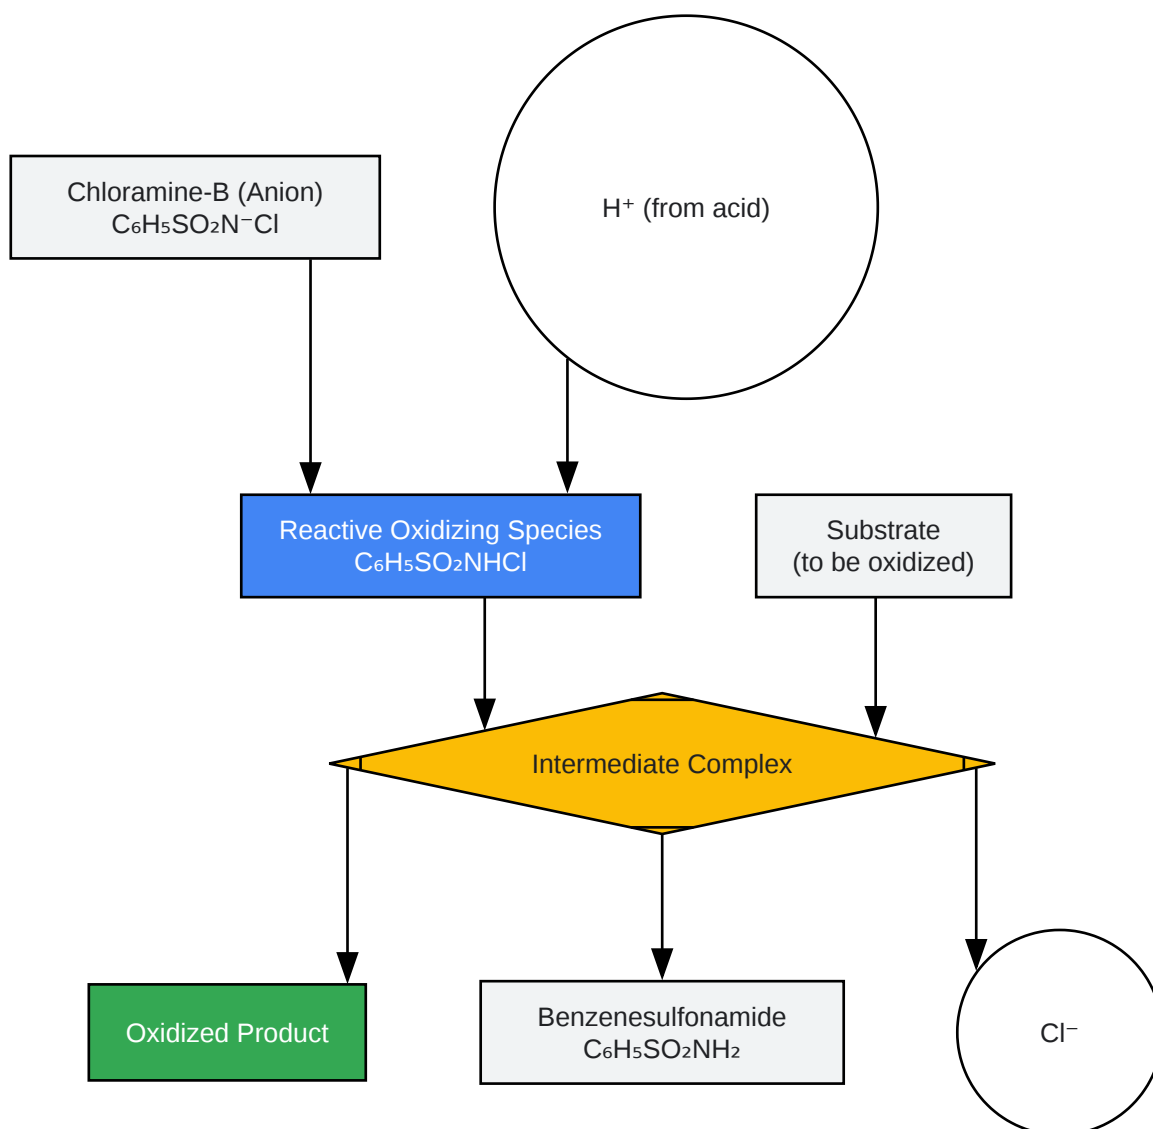 Chloramine-B (Anion)
C₆H₅SO₂N⁻Cl
H⁺ (from acid)
Reactive Oxidizing Species
C₆H₅SO₂NHCl
Substrate
(to be oxidized)
Intermediate Complex
Oxidized Product
Benzenesulfonamide
C₆H₅SO₂NH₂
Cl⁻